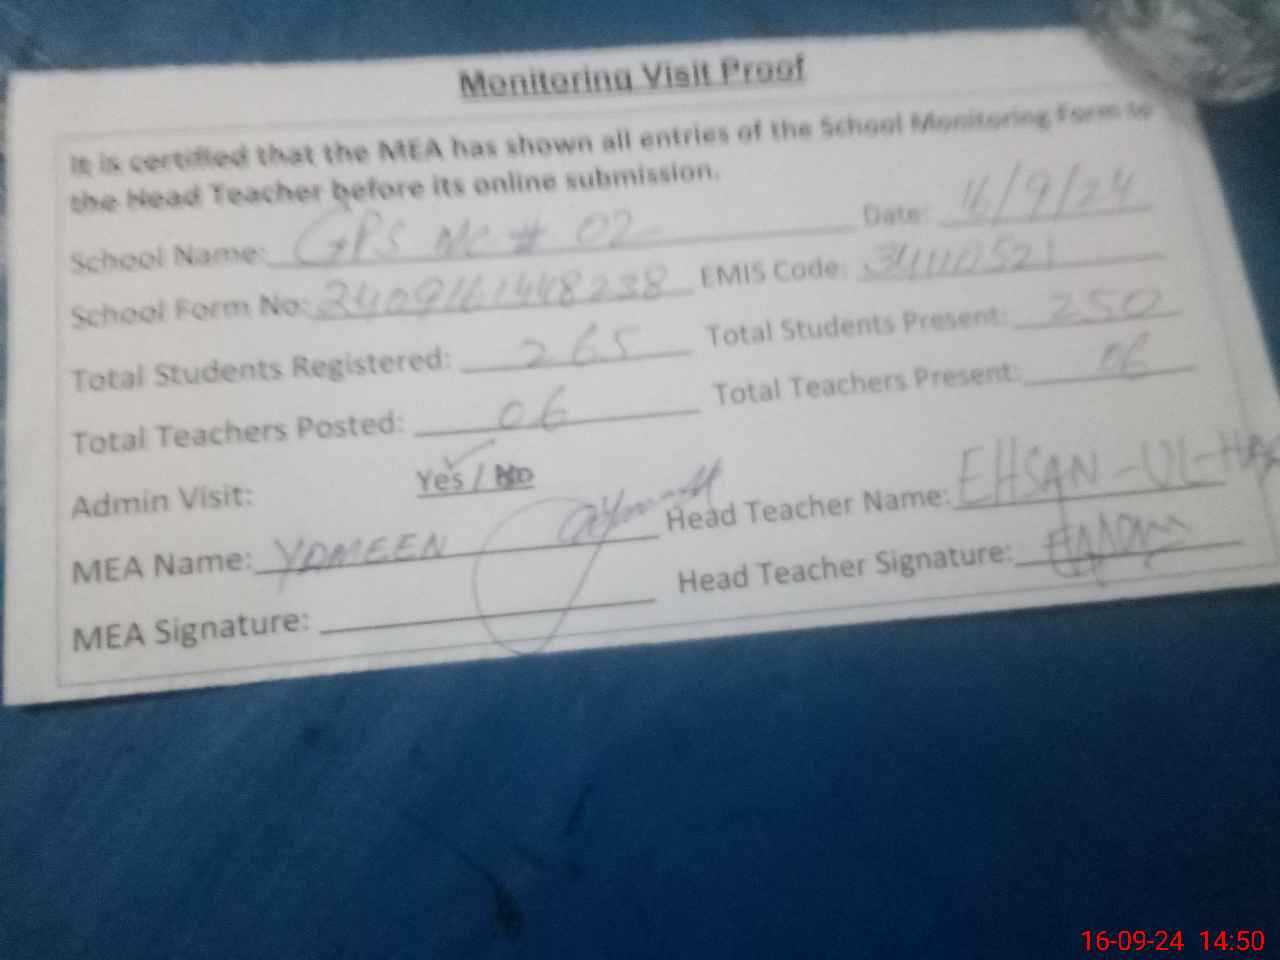 Monitoring Visit Proof
It is certified that the MEA has shown all entries of the School Monitoring Form to
the Head Teacher before its online submission.
School Name: GPS MC # 02 Date: 16/9/24
School Form No: 2409161448238 EMIS Code: 34110521
Total Students Registered: 265 Total Students Present: 250
Total Teachers Posted: 06 Total Teachers Present: 06
Admin Visit: Yes / No
MEA Name: YAMEEN Head Teacher Name: EHSAN-UL-HAQ
MEA Signature: Head Teacher Signature:
16-09-24 14:50